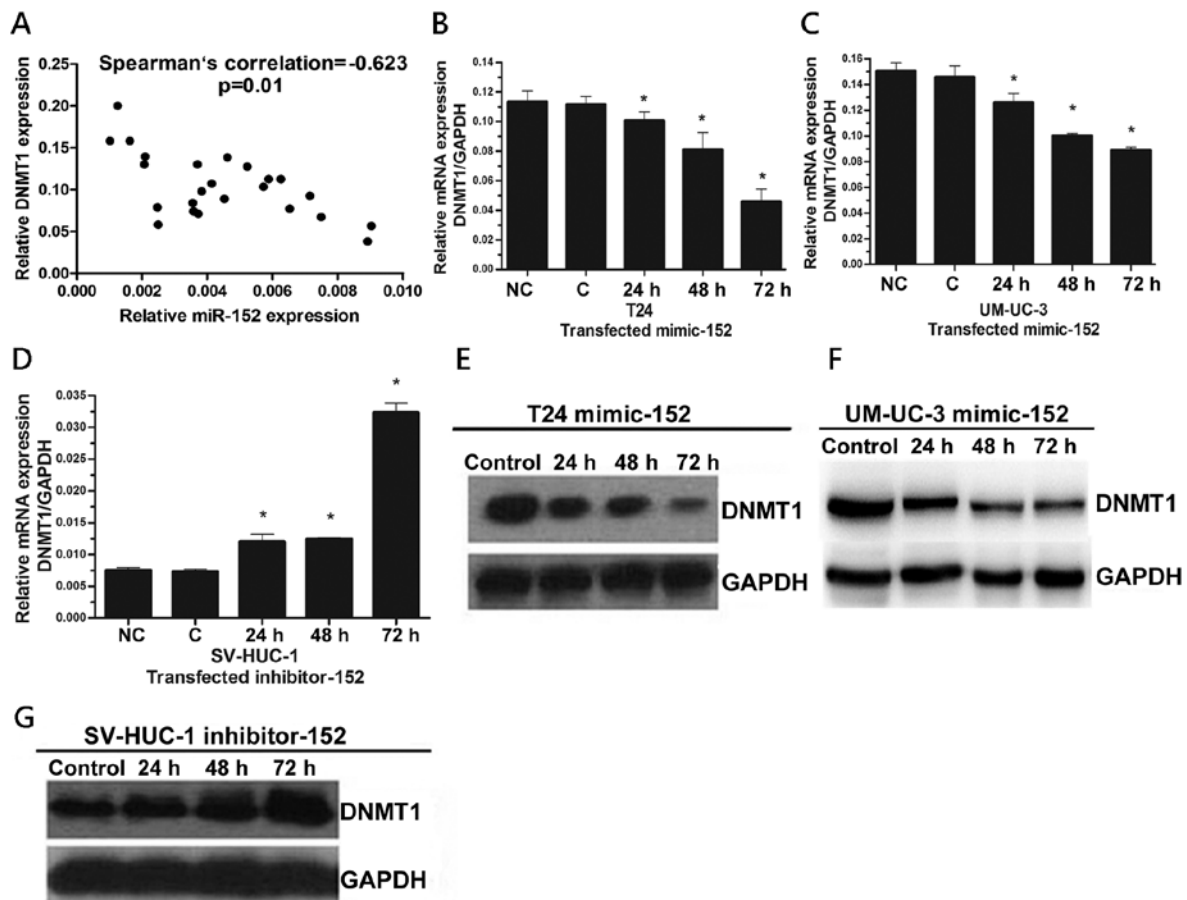 A
Spearman‘s correlation=-0.623
p=0.01
Relative DNMT1 expression
0.25
0.20
0.15
0.10
0.05
0.00
0.000 0.002 0.004 0.006 0.008 0.010
Relative miR-152 expression
B
Relative mRNA expression
DNMT1/GAPDH
0.14
0.12
0.10
0.08
0.06
0.04
0.02
0.00
* * *
NC C 24 h 48 h 72 h
T24
Transfected mimic-152
C
Relative mRNA expression
DNMT1/GAPDH
0.16
0.14
0.12
0.10
0.08
0.06
0.04
0.02
0.00
* * *
NC C 24 h 48 h 72 h
UM-UC-3
Transfected mimic-152
D
Relative mRNA expression
DNMT1/GAPDH
0.035
0.030
0.025
0.020
0.015
0.010
0.005
0.000
* * *
NC C 24 h 48 h 72 h
SV-HUC-1
Transfected inhibitor-152
E
T24 mimic-152
Control 24 h 48 h 72 h
DNMT1
GAPDH
F
UM-UC-3 mimic-152
Control 24 h 48 h 72 h
DNMT1
GAPDH
G
SV-HUC-1 inhibitor-152
Control 24 h 48 h 72 h
DNMT1
GAPDH